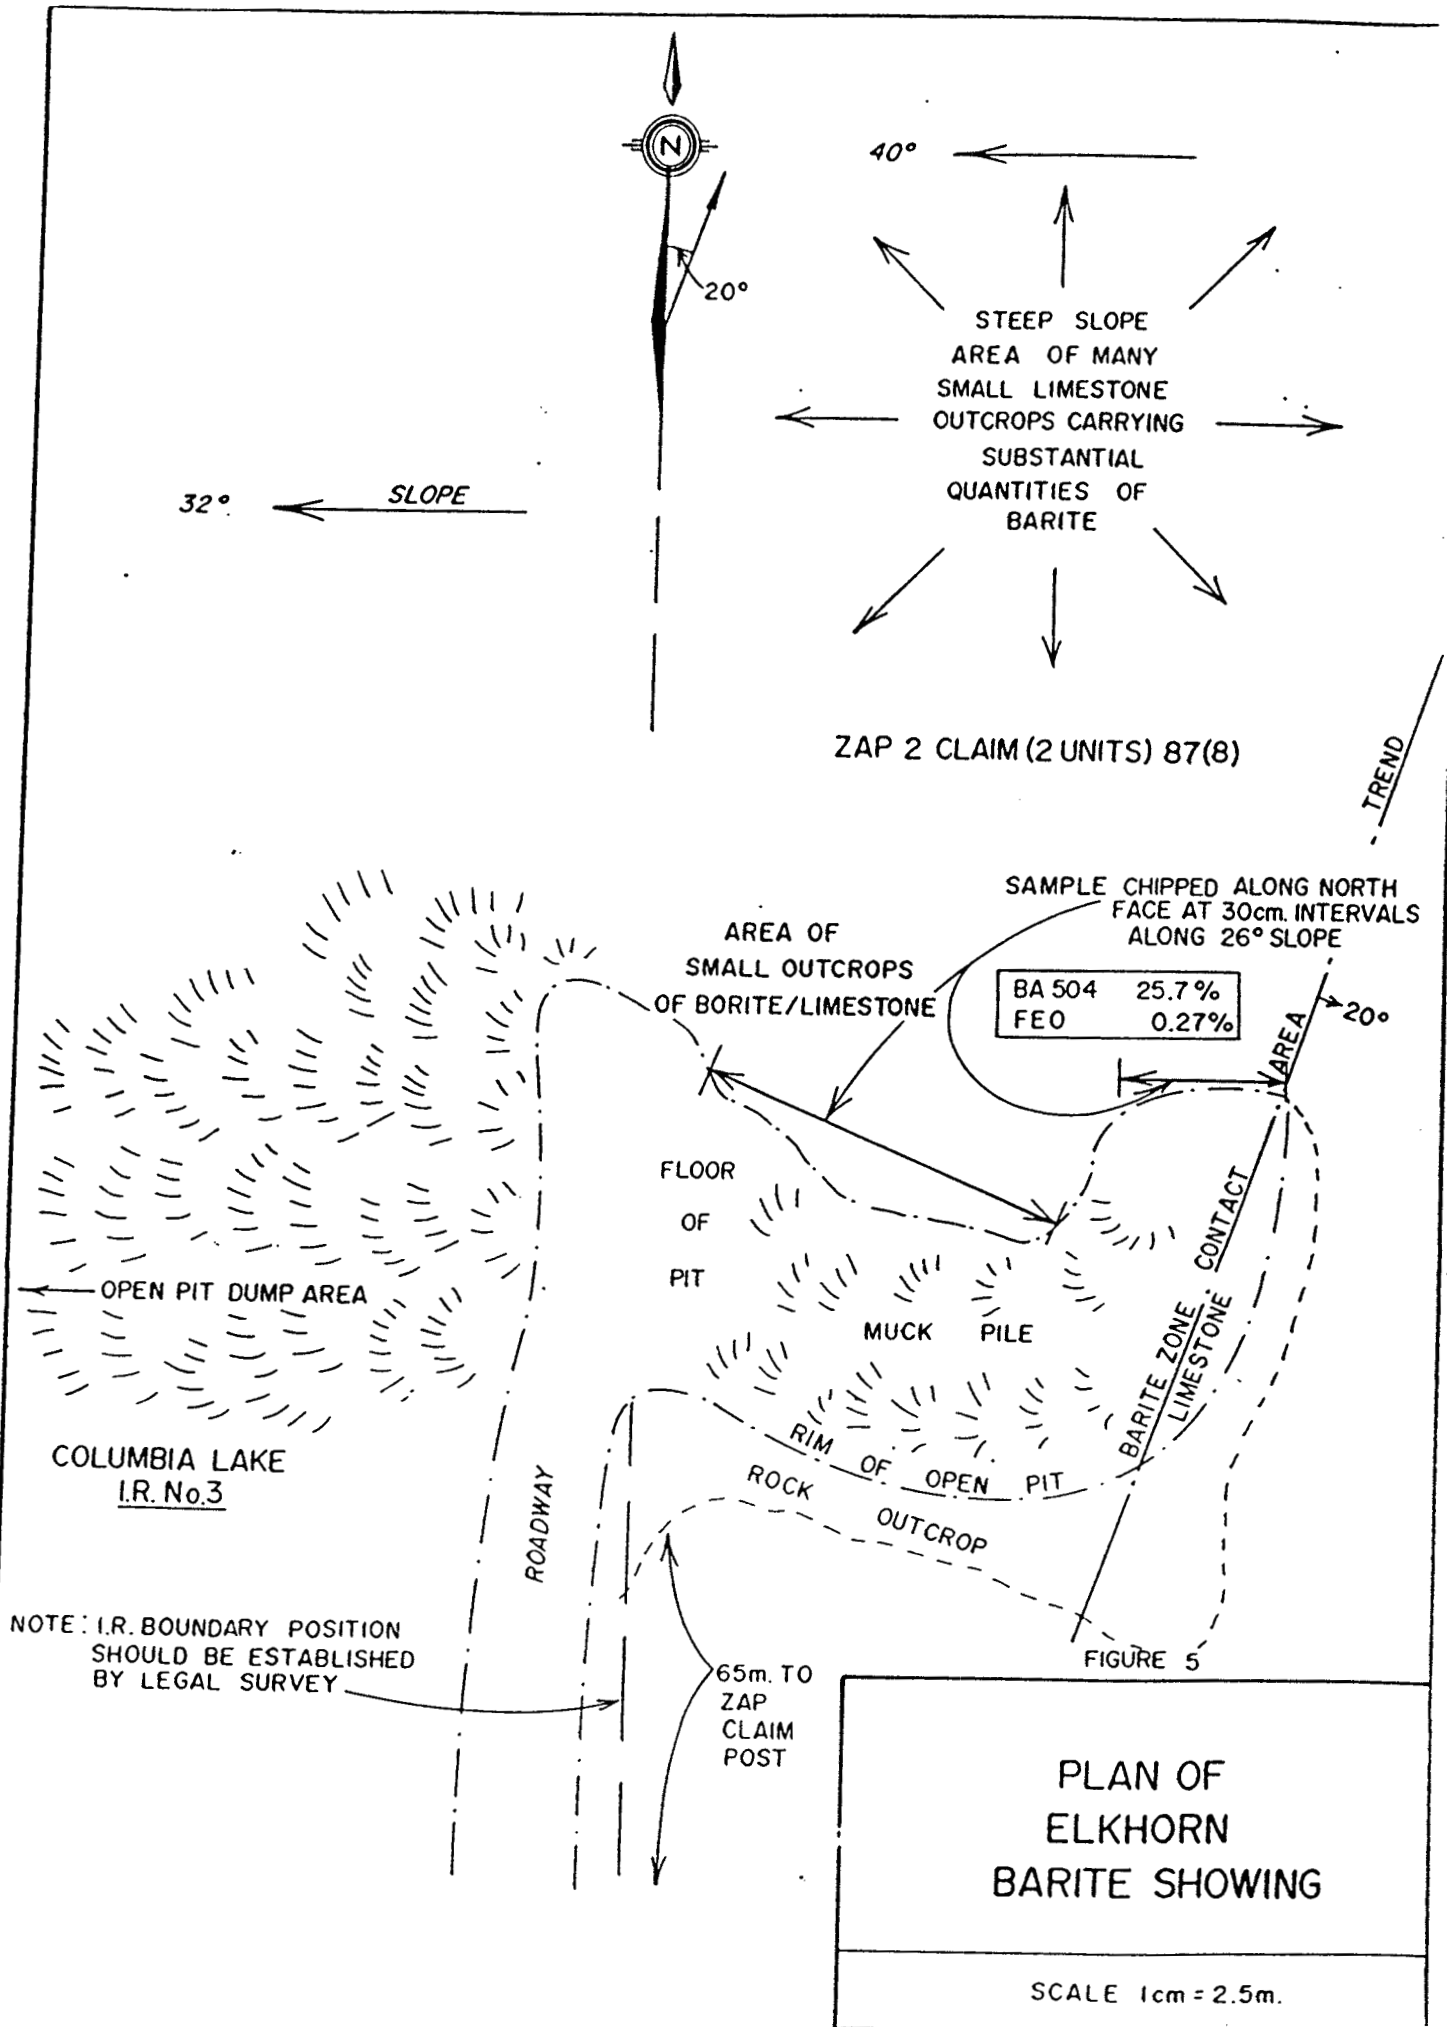 N
40°
20°
STEEP SLOPE
AREA OF MANY
SMALL LIMESTONE
OUTCROPS CARRYING
SUBSTANTIAL
QUANTITIES OF
BARITE
32°
SLOPE
ZAP 2 CLAIM (2 UNITS) 87(8)
TREND
SAMPLE CHIPPED ALONG NORTH
FACE AT 30cm. INTERVALS
ALONG 26° SLOPE
AREA OF
SMALL OUTCROPS
OF BORITE/LIMESTONE
BA 504 25.7%
FEO 0.27%
20°
AREA
FLOOR
OF
PIT
CONTACT
OPEN PIT DUMP AREA
MUCK PILE
BARITE ZONE
LIMESTONE
RIM OF OPEN PIT
COLUMBIA LAKE
I.R. No.3
ROCK OUTCROP
ROADWAY
NOTE: I.R. BOUNDARY POSITION
SHOULD BE ESTABLISHED
BY LEGAL SURVEY
65m. TO
ZAP
CLAIM
POST
FIGURE 5
PLAN OF
ELKHORN
BARITE SHOWING
SCALE 1cm = 2.5m.